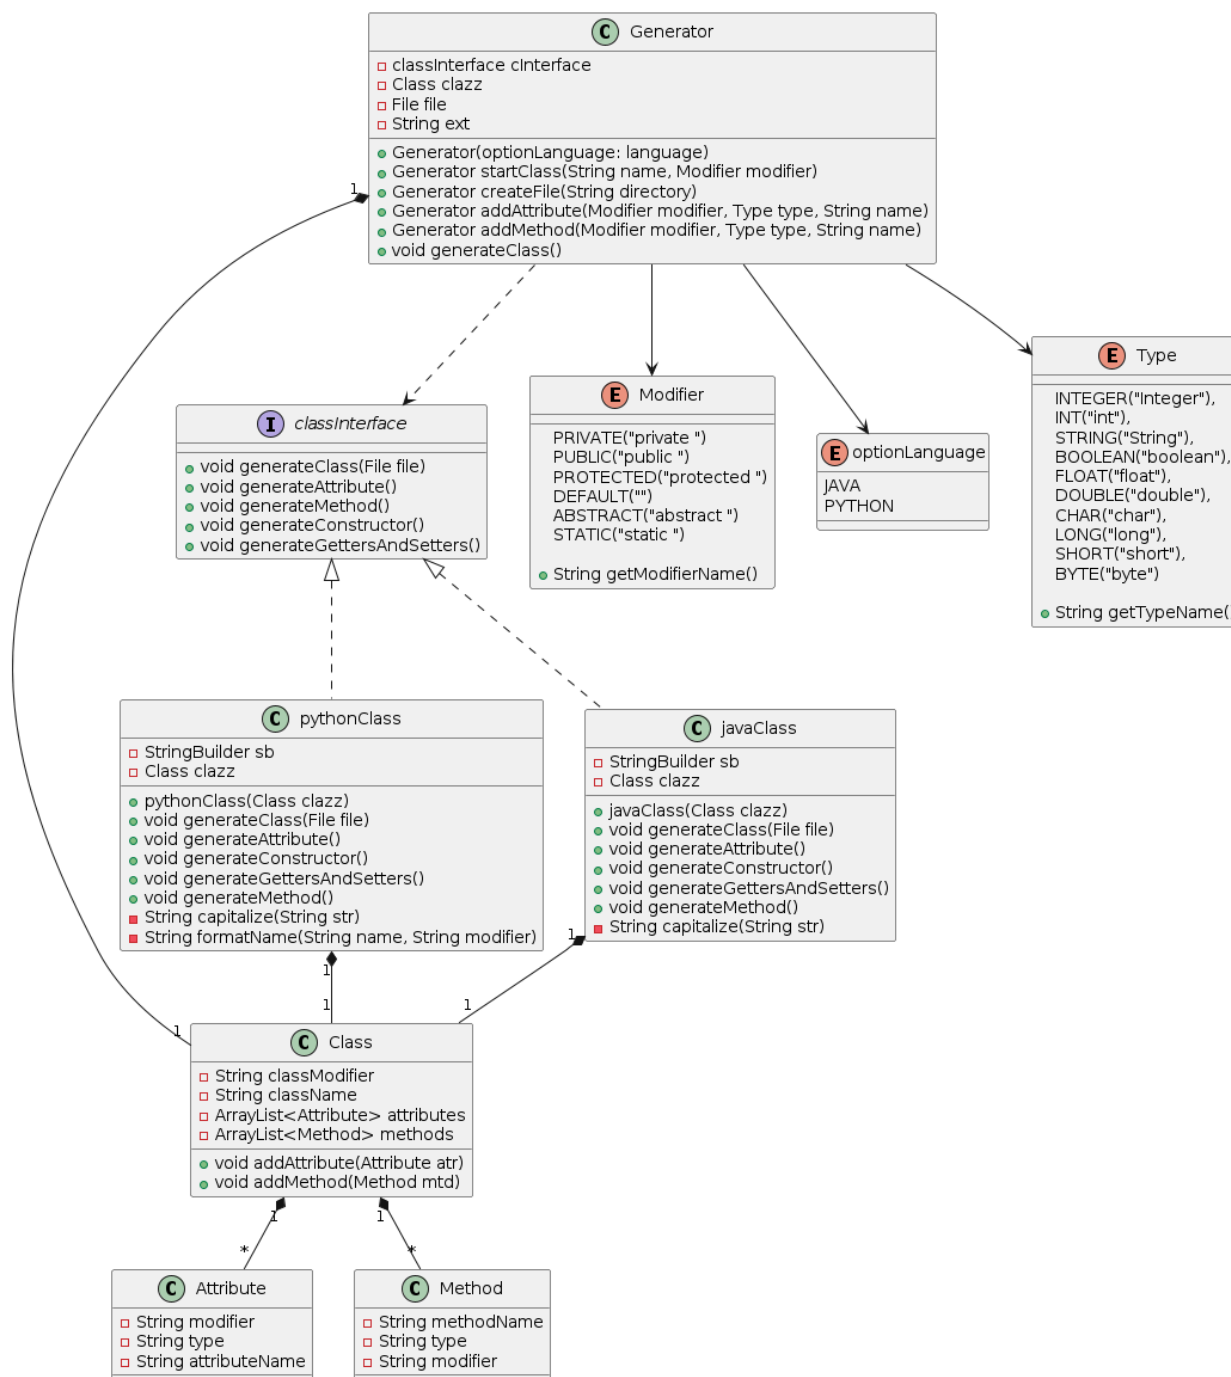 C Generator
classInterface cInterface
Class clazz
File file
String ext
Generator(optionLanguage: language)
Generator startClass(String name, Modifier modifier)
Generator createFile(String directory)
Generator addAttribute(Modifier modifier, Type type, String name)
Generator addMethod(Modifier modifier, Type type, String name)
void generateClass()
1
E Type
INTEGER("Integer"),
INT("int"),
STRING("String"),
BOOLEAN("boolean"),
FLOAT("float"),
DOUBLE("double"),
CHAR("char"),
LONG("long"),
SHORT("short"),
BYTE("byte")
String getTypeName(
E Modifier
PRIVATE("private ")
PUBLIC("public ")
PROTECTED("protected ")
DEFAULT("")
ABSTRACT("abstract ")
STATIC("static ")
String getModifierName()
I classInterface
void generateClass(File file)
void generateAttribute()
void generateMethod()
void generateConstructor()
void generateGettersAndSetters()
E optionLanguage
JAVA
PYTHON
C pythonClass
StringBuilder sb
Class clazz
pythonClass(Class clazz)
void generateClass(File file)
void generateAttribute()
void generateConstructor()
void generateGettersAndSetters()
void generateMethod()
String capitalize(String str)
String formatName(String name, String modifier)
C javaClass
StringBuilder sb
Class clazz
javaClass(Class clazz)
void generateClass(File file)
void generateAttribute()
void generateConstructor()
void generateGettersAndSetters()
void generateMethod()
String capitalize(String str)
1
1
1
1
1
C Class
String classModifier
String className
ArrayList<Attribute> attributes
ArrayList<Method> methods
void addAttribute(Attribute atr)
void addMethod(Method mtd)
1
1
*
*
C Attribute
String modifier
String type
String attributeName
C Method
String methodName
String type
String modifier